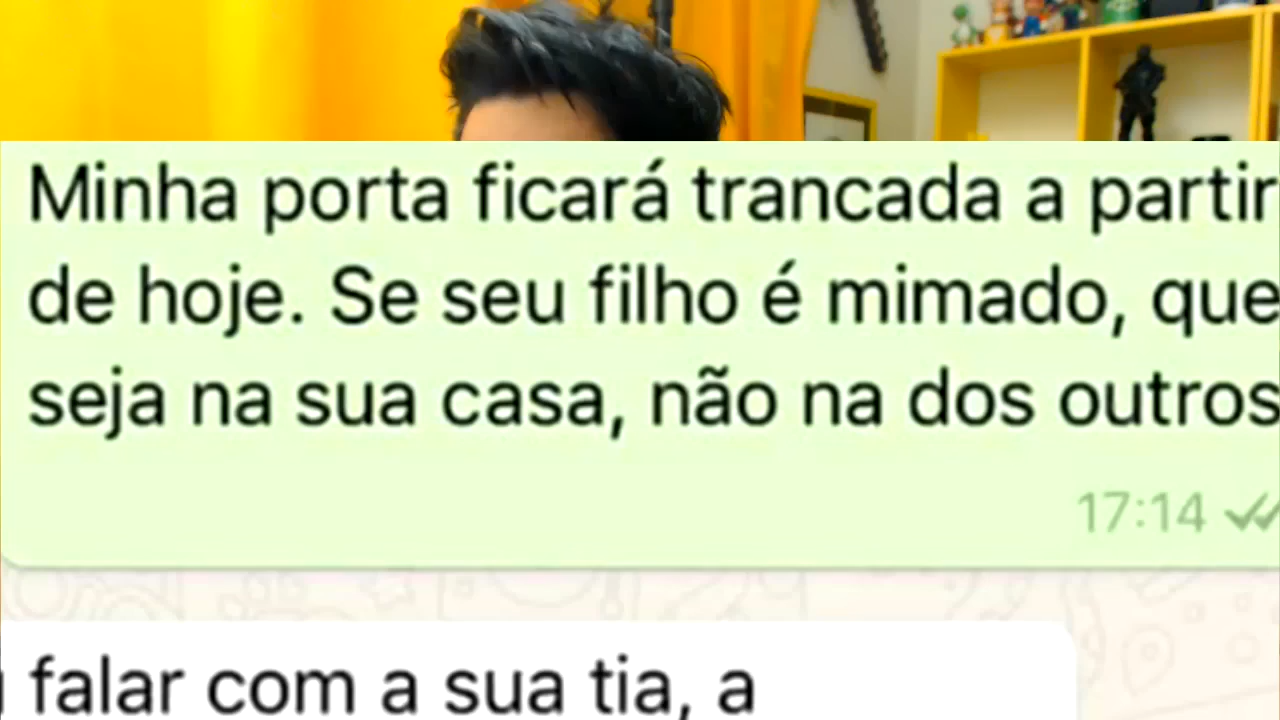 Minha porta ficará trancada a partir
de hoje. Se seu filho é mimado, que
seja na sua casa, não na dos outros
17:14
falar com a sua tia, a